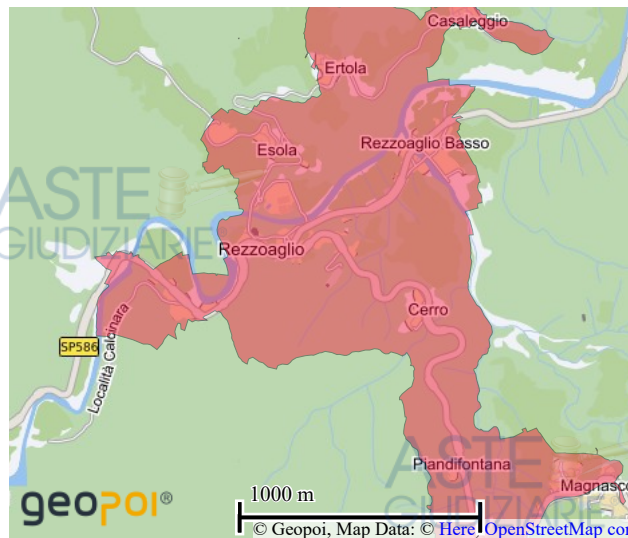 Casaleggio
Ertola
Rezzoaglio Basso
Esola
ASTE
GIUDIZIARIE
Rezzoaglio
Cerro
SP586
Località Calcinara
ASTE
GIUDIZIARIE
Piandifontana
Magnasco
geopoi®
1000 m
© Geopoi, Map Data: © Here, OpenStreetMap con